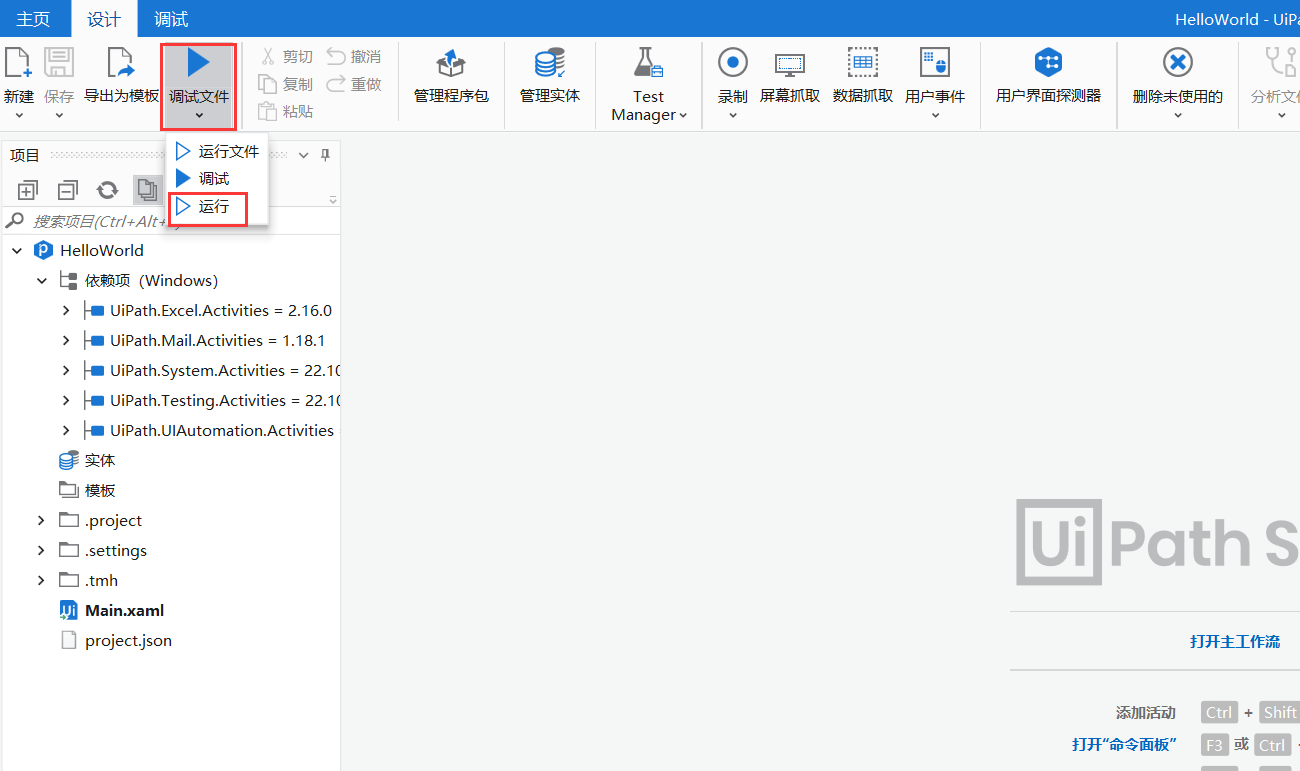 主页 设计 调试 HelloWorld - UiPa
新建 保存 导出为模板 调试文件 剪切 复制 粘贴 撤消 重做 管理程序包 管理实体 Test Manager 录制 屏幕抓取 数据抓取 用户事件 用户界面探测器 删除未使用的 分析文件
运行文件
调试
运行
项目
搜索项目(Ctrl+Alt+
HelloWorld
依赖项（Windows）
UiPath.Excel.Activities = 2.16.0
UiPath.Mail.Activities = 1.18.1
UiPath.System.Activities = 22.10
UiPath.Testing.Activities = 22.10
UiPath.UIAutomation.Activities =
实体
模板
.project
.settings
.tmh
Main.xaml
project.json
UiPath S
打开主工作流
添加活动 Ctrl + Shift
打开“命令面板” F3 或 Ctrl